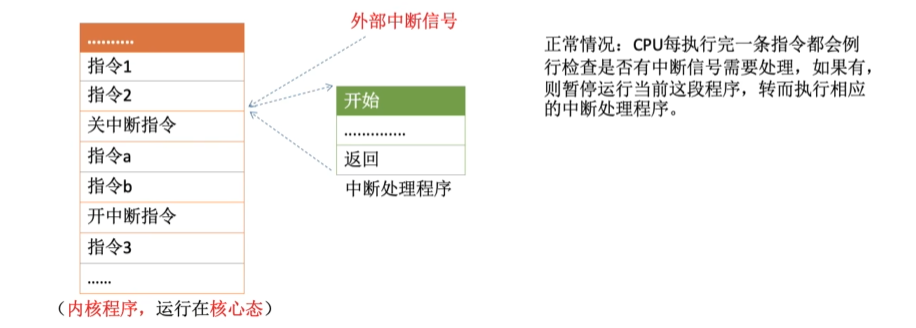 外部中断信号
..........
指令1
指令2
关中断指令
指令a
指令b
开中断指令
指令3
......
(内核程序，运行在核心态)
开始
..............
返回
中断处理程序
正常情况：CPU每执行完一条指令都会例
行检查是否有中断信号需要处理，如果有，
则暂停运行当前这段程序，转而执行相应
的中断处理程序。